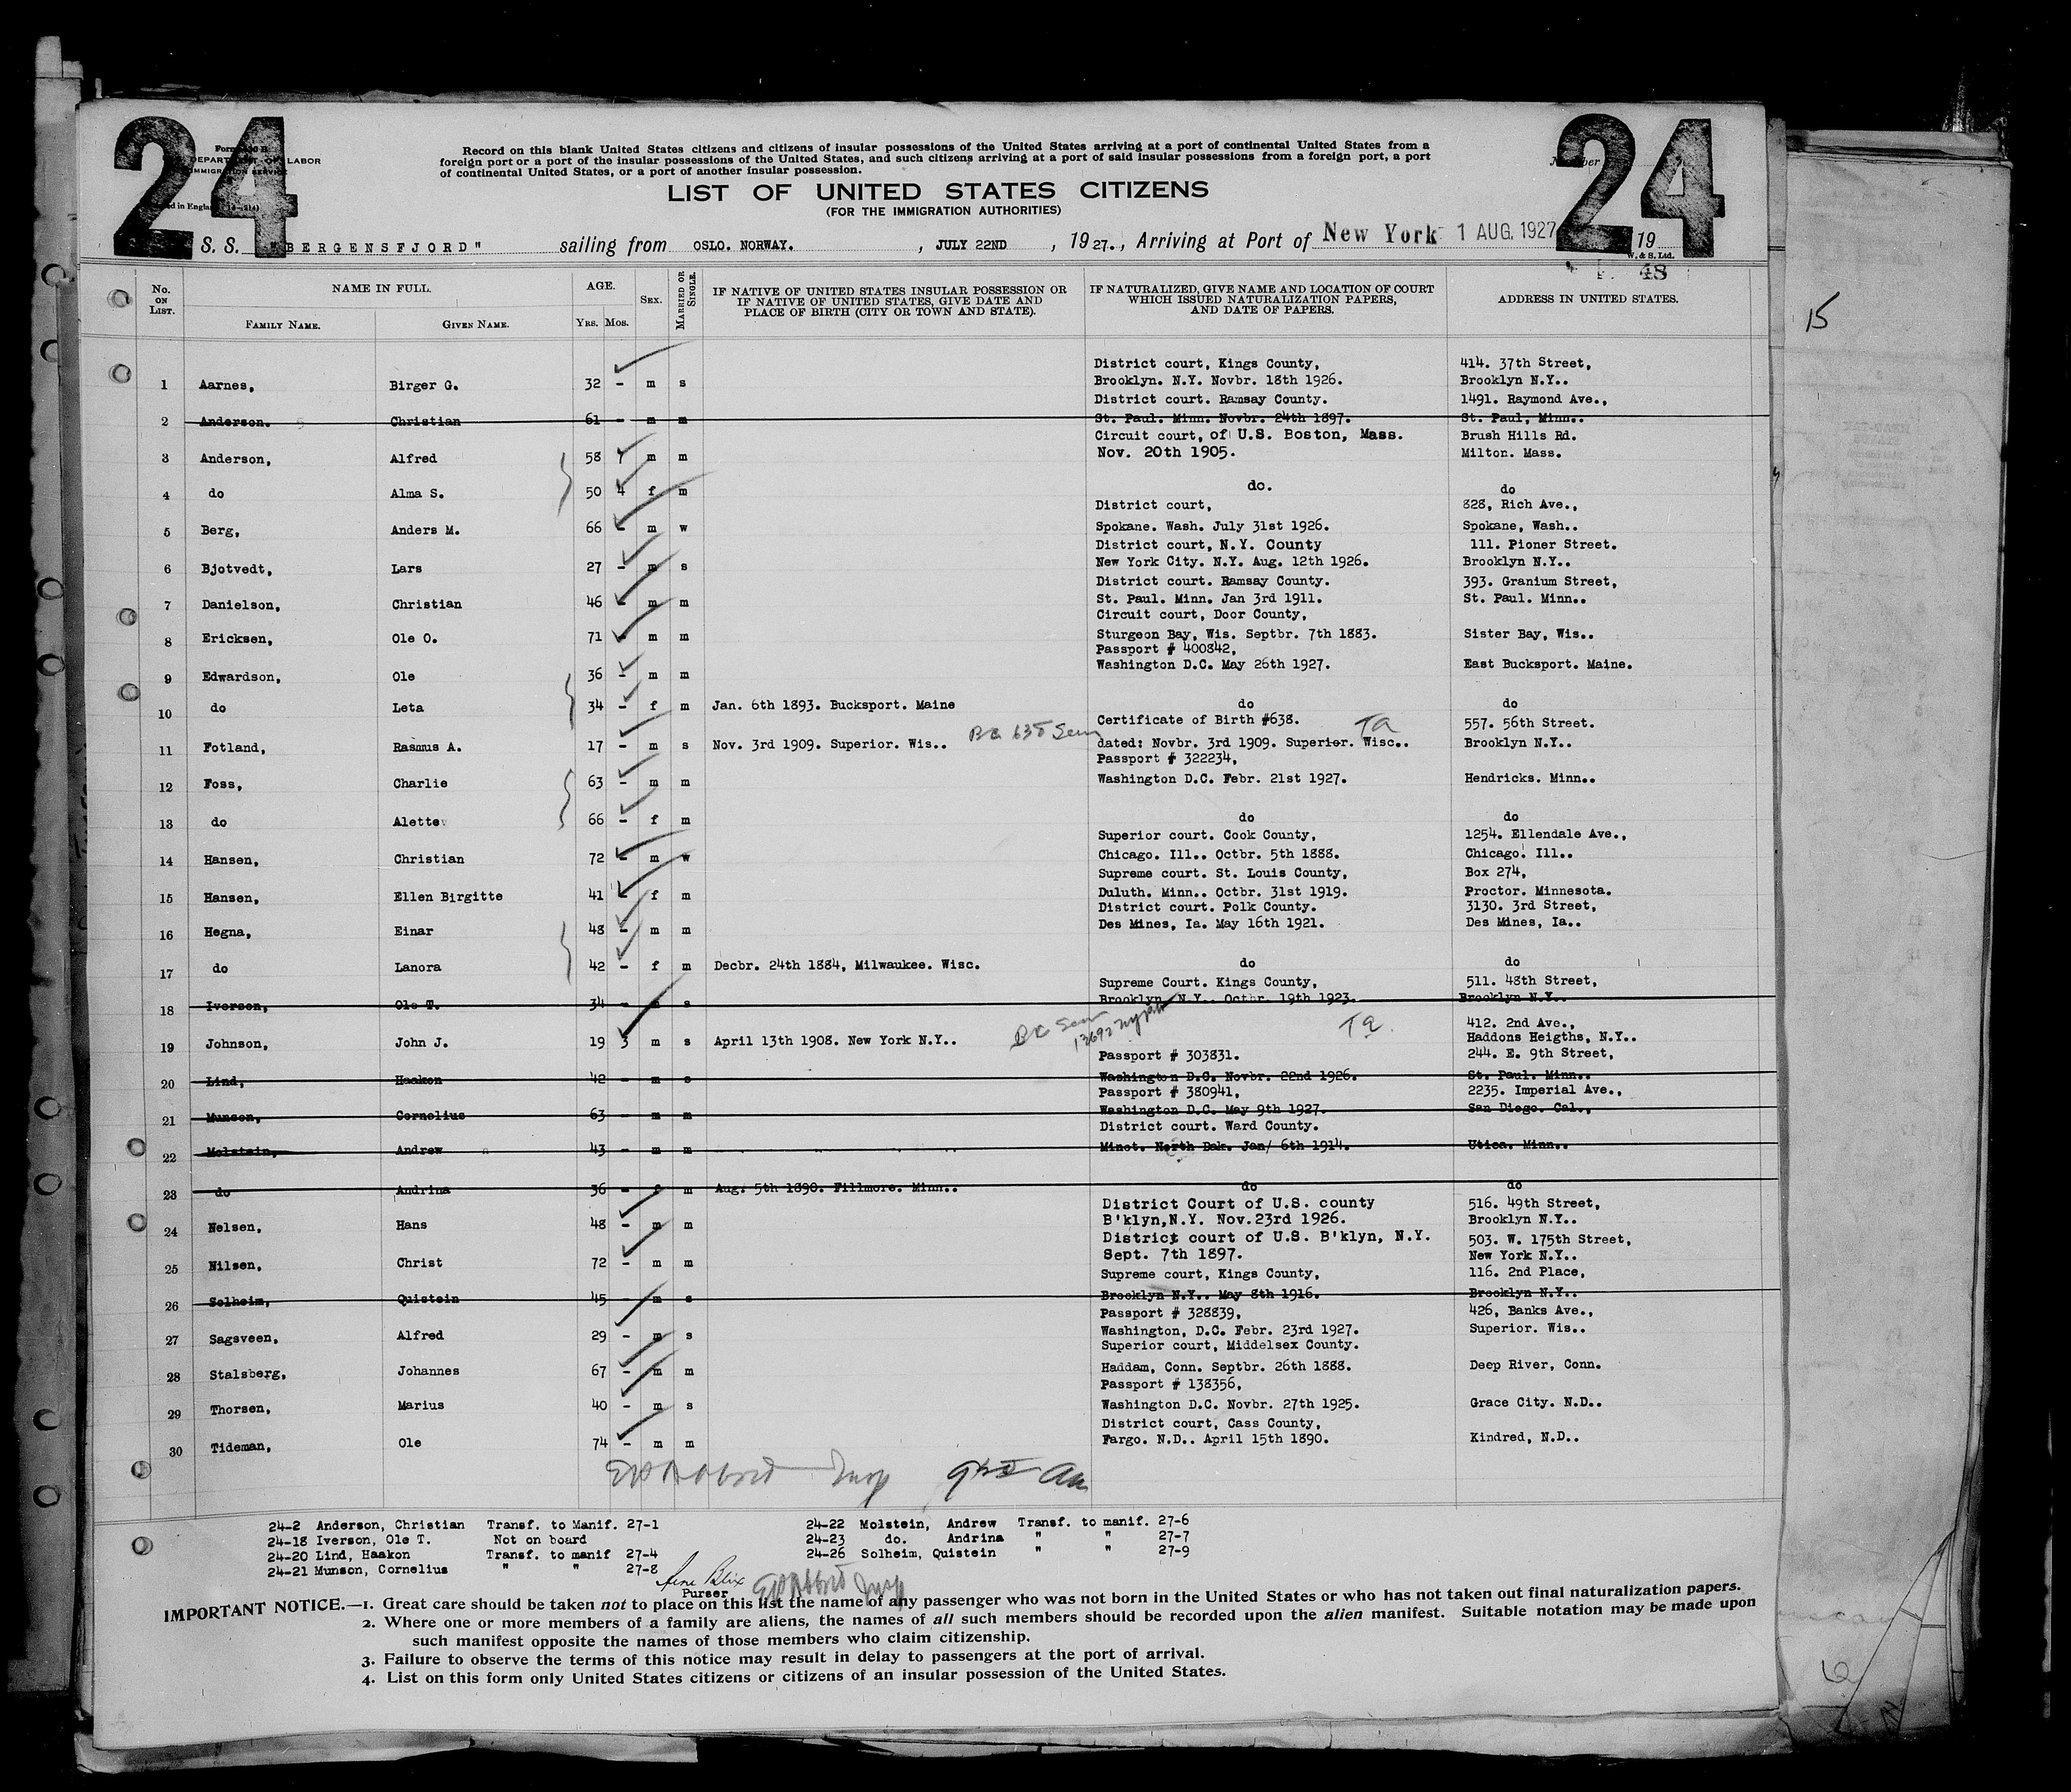 24
24
Form 630 B
DEPARTMENT OF LABOR
IMMIGRATION SERVICE
Record on this blank United States citizens and citizens of insular possessions of the United States arriving at a port of continental United States from a
foreign port or a port of the insular possessions of the United States, and such citizens arriving at a port of said insular possessions from a foreign port, a port
of continental United States, or a port of another insular possession.
LIST OF UNITED STATES CITIZENS
(FOR THE IMMIGRATION AUTHORITIES)
S. S. "BERGENSFJORD" sailing from OSLO. NORWAY. , JULY 22ND , 1927., Arriving at Port of New York 1 AUG. 1927 19
W. & S. Ltd.
48
No. ON LIST. NAME IN FULL. AGE. SEX. MARRIED OR SINGLE. IF NATIVE OF UNITED STATES INSULAR POSSESSION OR IF NATIVE OF UNITED STATES, GIVE DATE AND PLACE OF BIRTH (CITY OR TOWN AND STATE). IF NATURALIZED, GIVE NAME AND LOCATION OF COURT WHICH ISSUED NATURALIZATION PAPERS, AND DATE OF PAPERS. ADDRESS IN UNITED STATES.
FAMILY NAME. GIVEN NAME. YRS. MOS.
15
District court, Kings County, 414. 37th Street,
1 Aarnes, Birger G. 32 - m s Brooklyn. N.Y. Novbr. 18th 1926. Brooklyn N.Y..
District court. Ramsay County. 1491. Raymond Ave.,
2 Anderson. Christian 61 - m m St. Paul. Minn. Novbr. 24th 1897. St. Paul, Minn..
Circuit court, of U.S. Boston, Mass. Brush Hills Rd.
3 Anderson, Alfred 58 7 m m Nov. 20th 1905. Milton. Mass.
4 do Alma S. 50 4 f m do. do
District court, 828, Rich Ave.,
5 Berg, Anders M. 66 - m w Spokane. Wash. July 31st 1926. Spokane, Wash..
District court, N.Y. County 111. Pioner Street.
6 Bjotvedt, Lars 27 - m s New York City. N.Y. Aug. 12th 1926. Brooklyn N.Y..
District court. Ramsay County. 393. Granium Street,
7 Danielson, Christian 46 - m m St. Paul. Minn. Jan 3rd 1911. St. Paul. Minn..
Circuit court, Door County,
8 Ericksen, Ole O. 71 - m m Sturgeon Bay, Wis. Septbr. 7th 1883. Sister Bay, Wis..
Passport # 400842,
9 Edwardson, Ole 36 - m m Washington D.C. May 26th 1927. East Bucksport. Maine.
10 do Leta 34 - f m Jan. 6th 1893. Bucksport. Maine do do
Certificate of Birth #638. Ta 557. 56th Street.
11 Fotland, Rasmus A. 17 - m s Nov. 3rd 1909. Superior. Wis.. dated: Novbr. 3rd 1909. Superior. Wisc.. Brooklyn N.Y..
Passport # 322234,
12 Foss, Charlie 63 - m m Washington D.C. Febr. 21st 1927. Hendricks. Minn..
13 do Alette 66 - f m do do
Superior court. Cook County, 1254. Ellendale Ave.,
14 Hansen, Christian 72 - m w Chicago. Ill.. Octbr. 5th 1888. Chicago. Ill..
Supreme court. St. Louis County, Box 274,
15 Hansen, Ellen Birgitte 41 - f m Duluth. Minn.. Octbr. 31st 1919. Proctor. Minnesota.
District court. Polk County. 3130. 3rd Street,
16 Hegna, Einar 48 - m m Des Mines, Ia. May 16th 1921. Des Mines, Ia..
17 do Lanora 42 - f m Decbr. 24th 1884, Milwaukee. Wisc. do do
Supreme Court. Kings County, 511. 48th Street,
18 Iversen, Ole T. 34 - m s Brooklyn N.Y.. Octbr. 19th 1923. Brooklyn N.Y..
Ta. 412. 2nd Ave.,
19 Johnson, John J. 19 3 m s April 13th 1908. New York N.Y.. Haddons Heigths, N.Y..
Passport # 303831. 244. E. 9th Street,
20 Lind, Haakon 42 - m s Washington D.C. Novbr. 22nd 1926. St. Paul. Minn..
Passport # 380941, 2235. Imperial Ave.,
21 Munson, Cornelius 63 - m m Washington D.C. May 9th 1927. San Diego. Cal.,
District court. Ward County.
22 Molstein, Andrew 43 - m m Minot. North Dak. Jan/ 6th 1914. Utica. Minn..
23 do Andrina 36 - f m Aug. 5th 1890. Fillmore. Minn.. do do
District Court of U.S. county 516. 49th Street,
24 Nelsen, Hans 48 - m m B'klyn,N.Y. Nov.23rd 1926. Brooklyn N.Y..
District court of U.S. B'klyn, N.Y. 503. W. 175th Street,
25 Nilsen, Christ 72 - m m Sept. 7th 1897. New York N.Y..
Supreme court, Kings County, 116. 2nd Place,
26 Solheim, Quistein 45 - m s Brooklyn N.Y.. May 8th 1916. Brooklyn N.Y..
Passport # 328839, 426, Banks Ave.,
27 Sagsveen, Alfred 29 - m s Washington, D.C. Febr. 23rd 1927. Superior. Wis..
Superior court, Middelsex County.
28 Stalsberg, Johannes 67 - m m Haddam, Conn. Septbr. 26th 1888. Deep River, Conn.
Passport # 138356,
29 Thorsen, Marius 40 - m s Washington D.C. Novbr. 27th 1925. Grace City. N.D..
District court, Cass County,
30 Tideman, Ole 74 - m m Fargo. N.D.. April 15th 1890. Kindred, N.D..
24-2 Anderson, Christian Transf. to Manif. 27-1 24-22 Molstein, Andrew Transf. to manif. 27-6
24-18 Iverson, Ole T. Not on board 24-23 do. Andrina " " 27-7
24-20 Lind, Haakon Transf. to manif 27-4 24-26 Solheim, Quistein " " 27-9
24-21 Munson, Cornelius " " 27-8
Purser
IMPORTANT NOTICE.—1. Great care should be taken not to place on this list the name of any passenger who was not born in the United States or who has not taken out final naturalization papers.
2. Where one or more members of a family are aliens, the names of all such members should be recorded upon the alien manifest. Suitable notation may be made upon
such manifest opposite the names of those members who claim citizenship.
3. Failure to observe the terms of this notice may result in delay to passengers at the port of arrival.
4. List on this form only United States citizens or citizens of an insular possession of the United States.